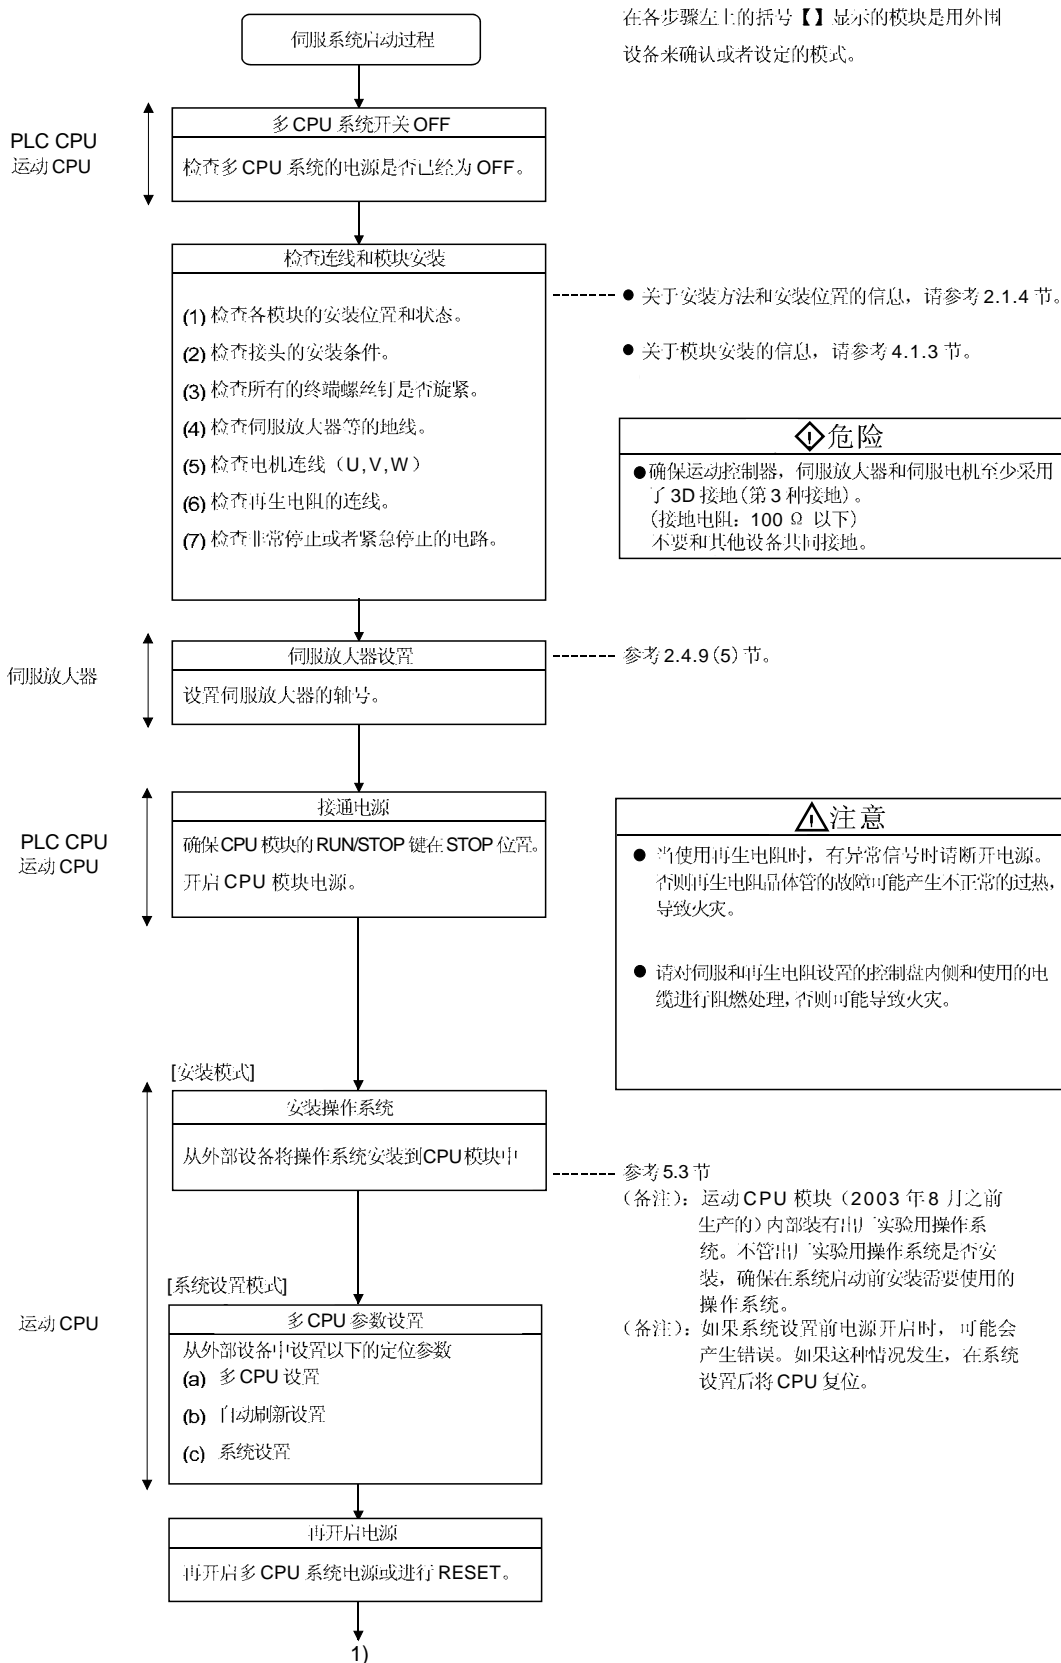 在各步骤左上的括号【】显示的模块是用外围
设备来确认或者设定的模式。
伺服系统启动过程
PLC CPU
运动 CPU
多 CPU 系统开关 OFF
检查多 CPU 系统的电源是否已经为 OFF。
检查连线和模块安装
(1) 检查各模块的安装位置和状态。
(2) 检查接头的安装条件。
(3) 检查所有的终端螺丝钉是否旋紧。
(4) 检查伺服放大器等的地线。
(5) 检查电机连线（U,V,W）
(6) 检查再生电阻的连线。
(7) 检查非常停止或者紧急停止的电路。
● 关于安装方法和安装位置的信息，请参考 2.1.4 节。
● 关于模块安装的信息，请参考 4.1.3 节。
危险
●确保运动控制器，伺服放大器和伺服电机至少采用
了 3D 接地(第 3 种接地)。
(接地电阻：100 Ω 以下)
不要和其他设备共同接地。
伺服放大器
伺服放大器设置
设置伺服放大器的轴号。
参考 2.4.9(5) 节。
PLC CPU
运动 CPU
接通电源
确保 CPU 模块的 RUN/STOP 键在 STOP 位置。
开启 CPU 模块电源。
注意
● 当使用再生电阻时，有异常信号时请断开电源。
否则再生电阻晶体管的故障可能产生不正常的过热，
导致火灾。
● 请对伺服和再生电阻设置的控制盘内侧和使用的电
缆进行阻燃处理，否则可能导致火灾。
运动 CPU
[安装模式]
安装操作系统
从外部设备将操作系统安装到CPU模块中
参考 5.3 节
（备注）：运动 CPU 模块（2003 年 8 月之前
生产的）内部装有出厂实验用操作系
统。不管出厂实验用操作系统是否安
装，确保在系统启动前安装需要使用的
操作系统。
（备注）：如果系统设置前电源开启时，可能会
产生错误。如果这种情况发生，在系统
设置后将 CPU 复位。
[系统设置模式]
多 CPU 参数设置
从外部设备中设置以下的定位参数
(a) 多 CPU 设置
(b) 自动刷新设置
(c) 系统设置
再开启电源
再开启多 CPU 系统电源或进行 RESET。
1)